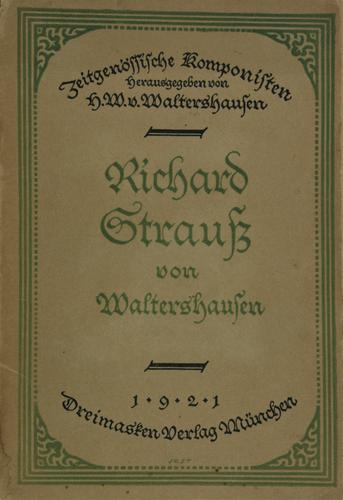 Zeitgenössische Komponisten
Herausgegeben von
H. W. v. Waltershausen
Richard
Strauß
von
Waltershausen
1 • 9 • 2 • 1
Dreimasken Verlag München